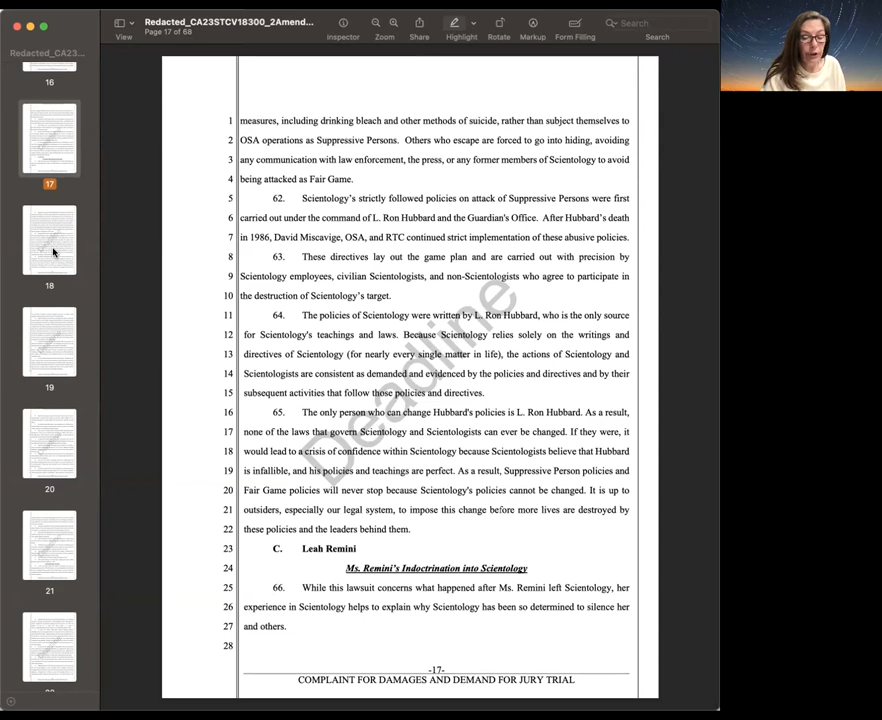 Redacted_CA23STCV18300_2Amend...
Page 17 of 68
View
Inspector
Zoom
Share
Highlight
Rotate
Markup
Form Filling
Search
Search
Redacted_CA23...
16
17
18
19
20
21
1 measures, including drinking bleach and other methods of suicide, rather than subject themselves to
2 OSA operations as Suppressive Persons. Others who escape are forced to go into hiding, avoiding
3 any communication with law enforcement, the press, or any former members of Scientology to avoid
4 being attacked as Fair Game.
5 62. Scientology's strictly followed policies on attack of Suppressive Persons were first
6 carried out under the command of L. Ron Hubbard and the Guardian's Office. After Hubbard's death
7 in 1986, David Miscavige, OSA, and RTC continued strict implementation of these abusive policies.
8 63. These directives lay out the game plan and are carried out with precision by
9 Scientology employees, civilian Scientologists, and non-Scientologists who agree to participate in
10 the destruction of Scientology's target.
11 64. The policies of Scientology were written by L. Ron Hubbard, who is the only source
12 for Scientology's teachings and laws. Because Scientology relies solely on the writings and
13 directives of Scientology (for nearly every single matter in life), the actions of Scientology and
14 Scientologists are consistent as demanded and evidenced by the policies and directives and by their
15 subsequent activities that follow those policies and directives.
16 65. The only person who can change Hubbard's policies is L. Ron Hubbard. As a result,
17 none of the laws that govern Scientology and Scientologists can ever be changed. If they were, it
18 would lead to a crisis of confidence within Scientology because Scientologists believe that Hubbard
19 is infallible, and his policies and teachings are perfect. As a result, Suppressive Person policies and
20 Fair Game policies will never stop because Scientology's policies cannot be changed. It is up to
21 outsiders, especially our legal system, to impose this change before more lives are destroyed by
22 these policies and the leaders behind them.
23 C. Leah Remini
24 Ms. Remini's Indoctrination into Scientology
25 66. While this lawsuit concerns what happened after Ms. Remini left Scientology, her
26 experience in Scientology helps to explain why Scientology has been so determined to silence her
27 and others.
28
Deadline
-17-
COMPLAINT FOR DAMAGES AND DEMAND FOR JURY TRIAL